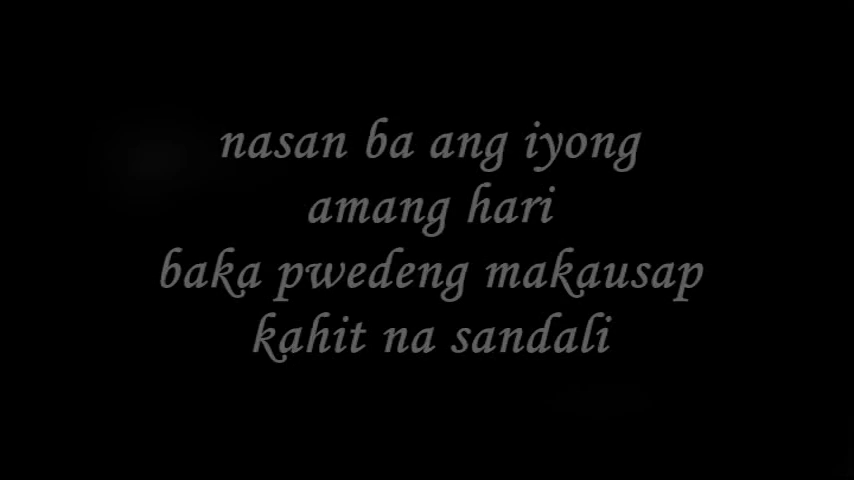 nasan ba ang iyong
amang hari
baka pwedeng makausap
kahit na sandali